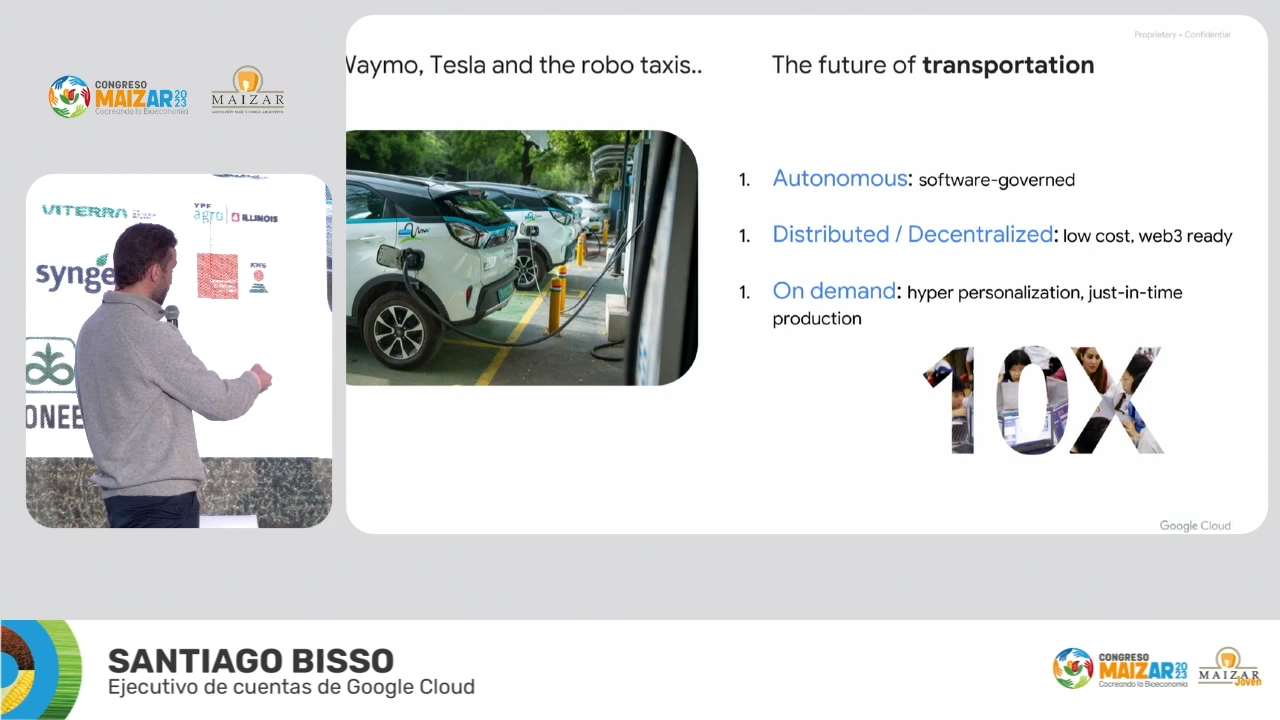 CONGRESO
MAIZAR 2023
Cocreando la Bioeconomía
MAIZAR
VITERRA
YPF
agro
ILLINOIS
synge
KWS
ONEE
Proprietary + Confidential
Waymo, Tesla and the robo taxis..
The future of transportation
1. Autonomous: software-governed
1. Distributed / Decentralized: low cost, web3 ready
1. On demand: hyper personalization, just-in-time
production
10X
Google Cloud
SANTIAGO BISSO
Ejecutivo de cuentas de Google Cloud
CONGRESO
MAIZAR 2023
Cocreando la Bioeconomía
MAIZAR
Joven